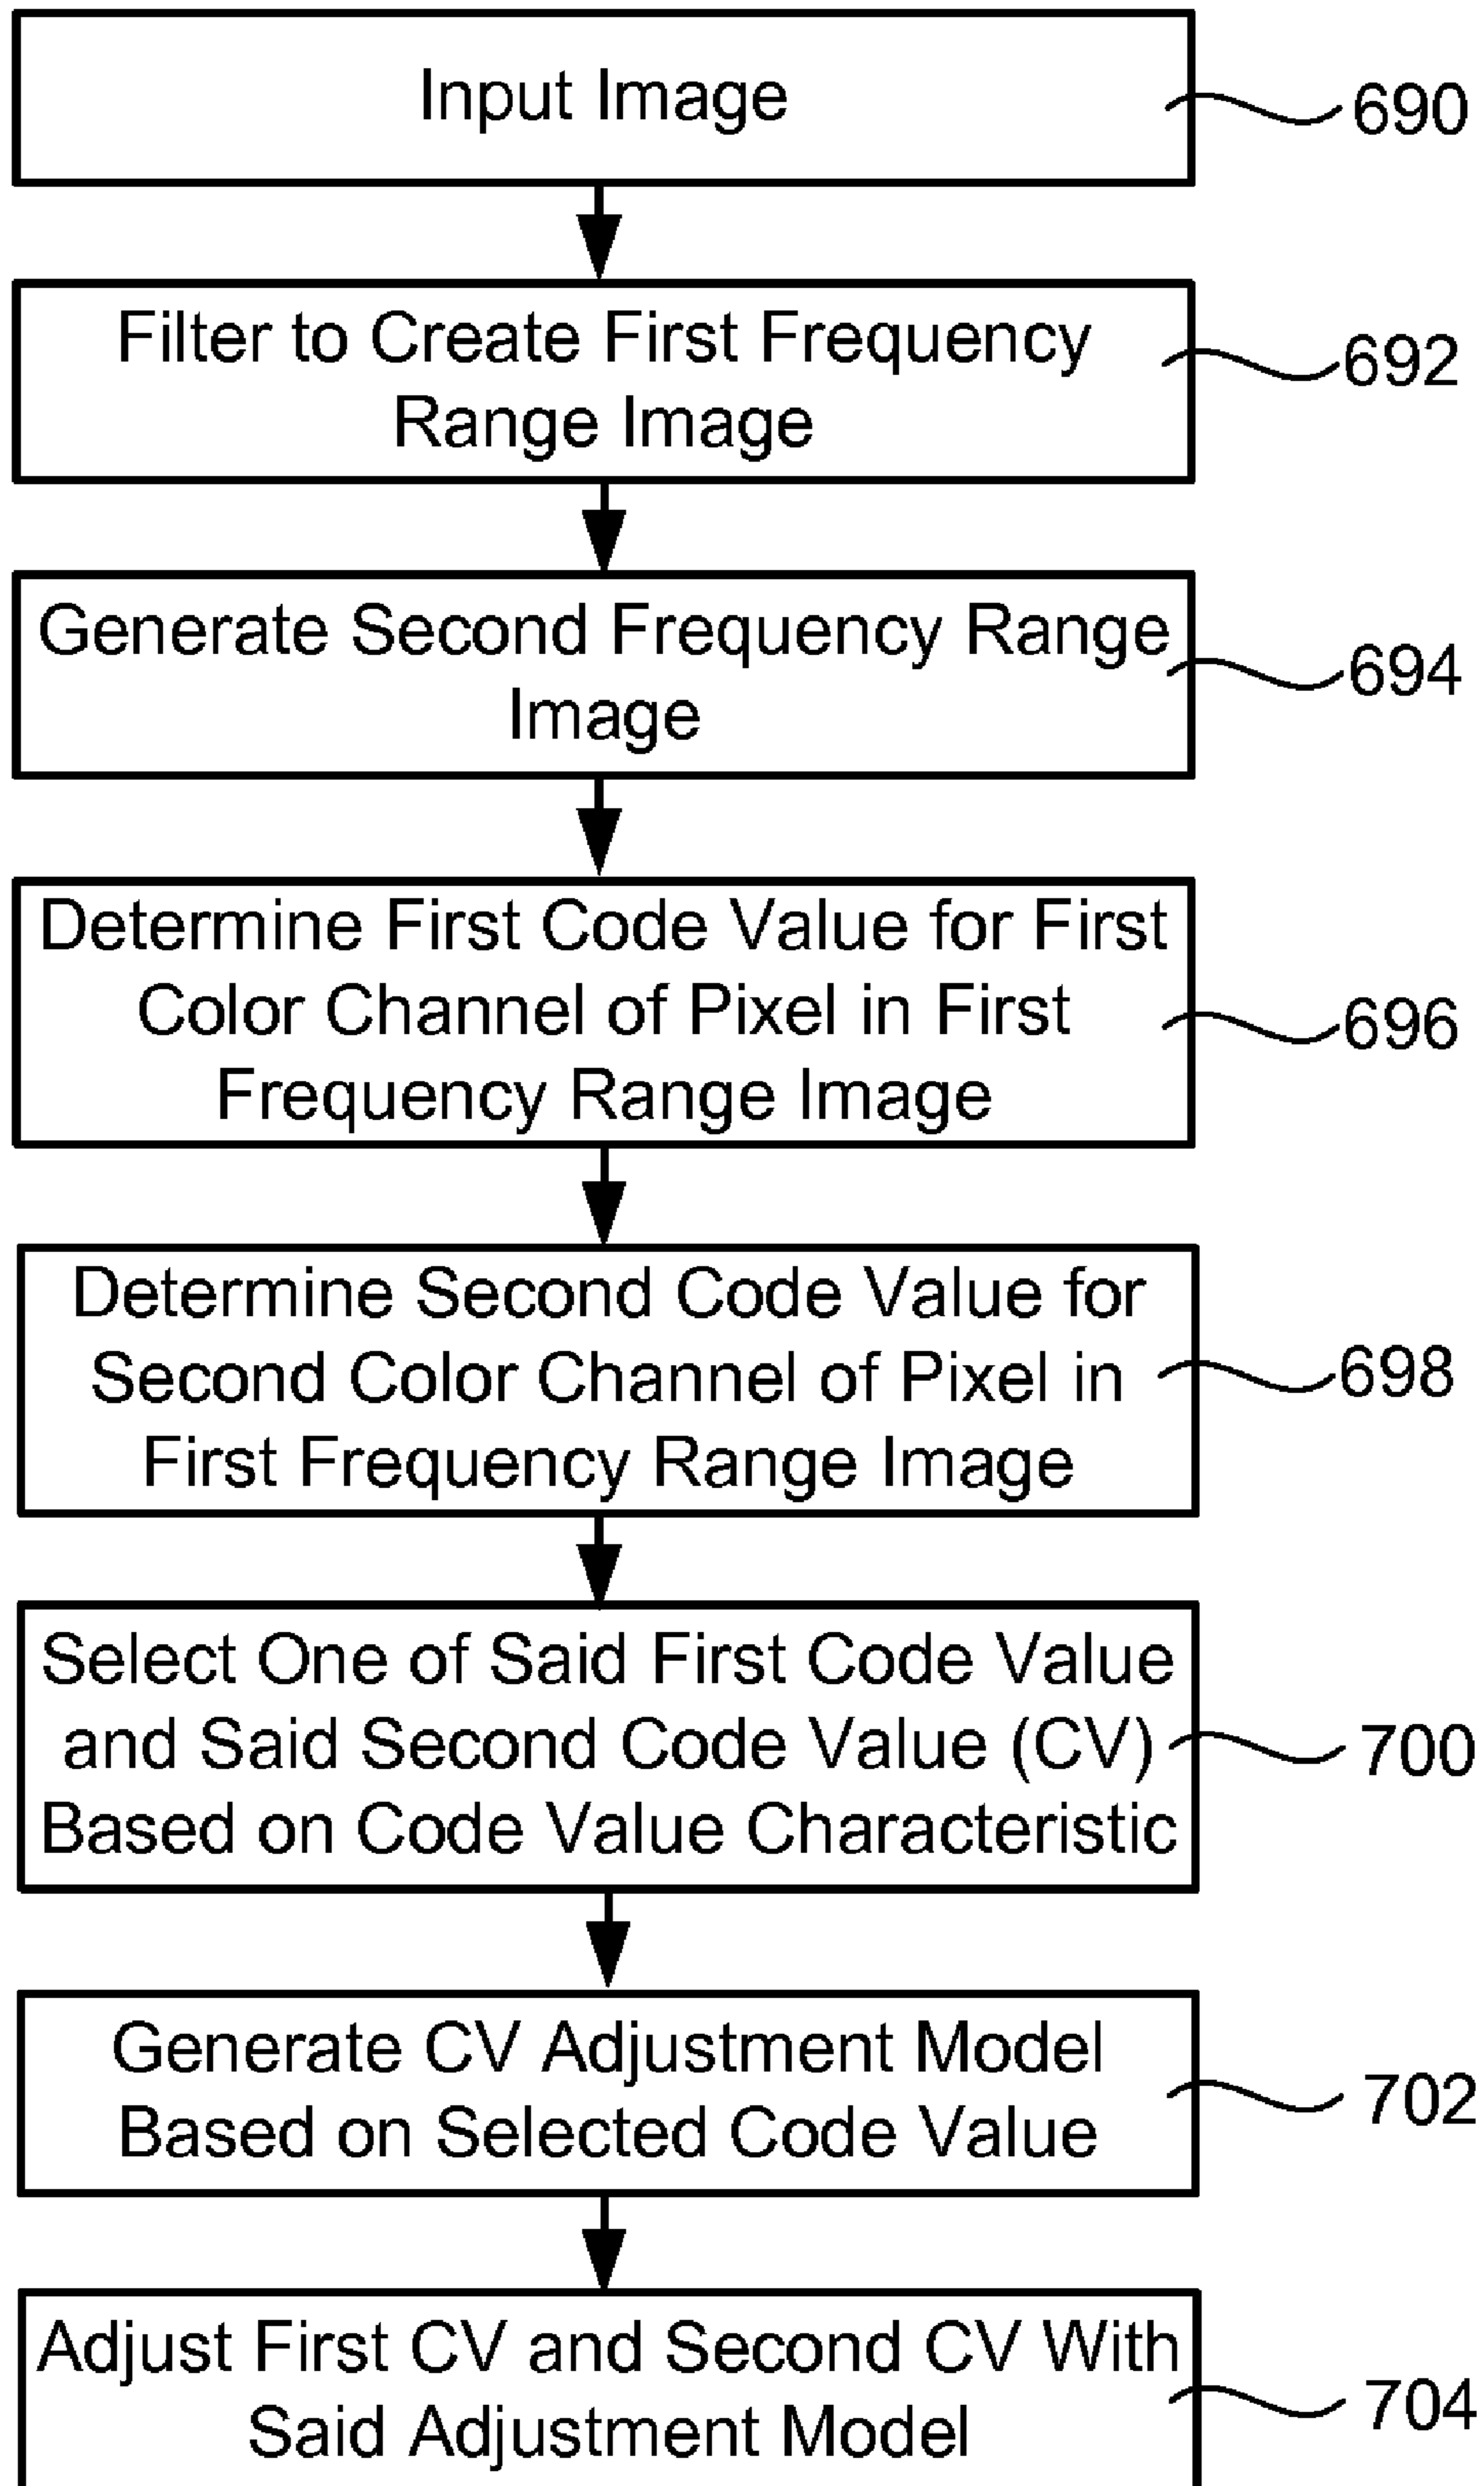 Input Image
690
Filter to Create First Frequency
Range Image
692
Generate Second Frequency Range
Image
694
Determine First Code Value for First
Color Channel of Pixel in First
Frequency Range Image
696
Determine Second Code Value for
Second Color Channel of Pixel in
First Frequency Range Image
698
Select One of Said First Code Value
and Said Second Code Value (CV)
Based on Code Value Characteristic
700
Generate CV Adjustment Model
Based on Selected Code Value
702
Adjust First CV and Second CV With
Said Adjustment Model
704